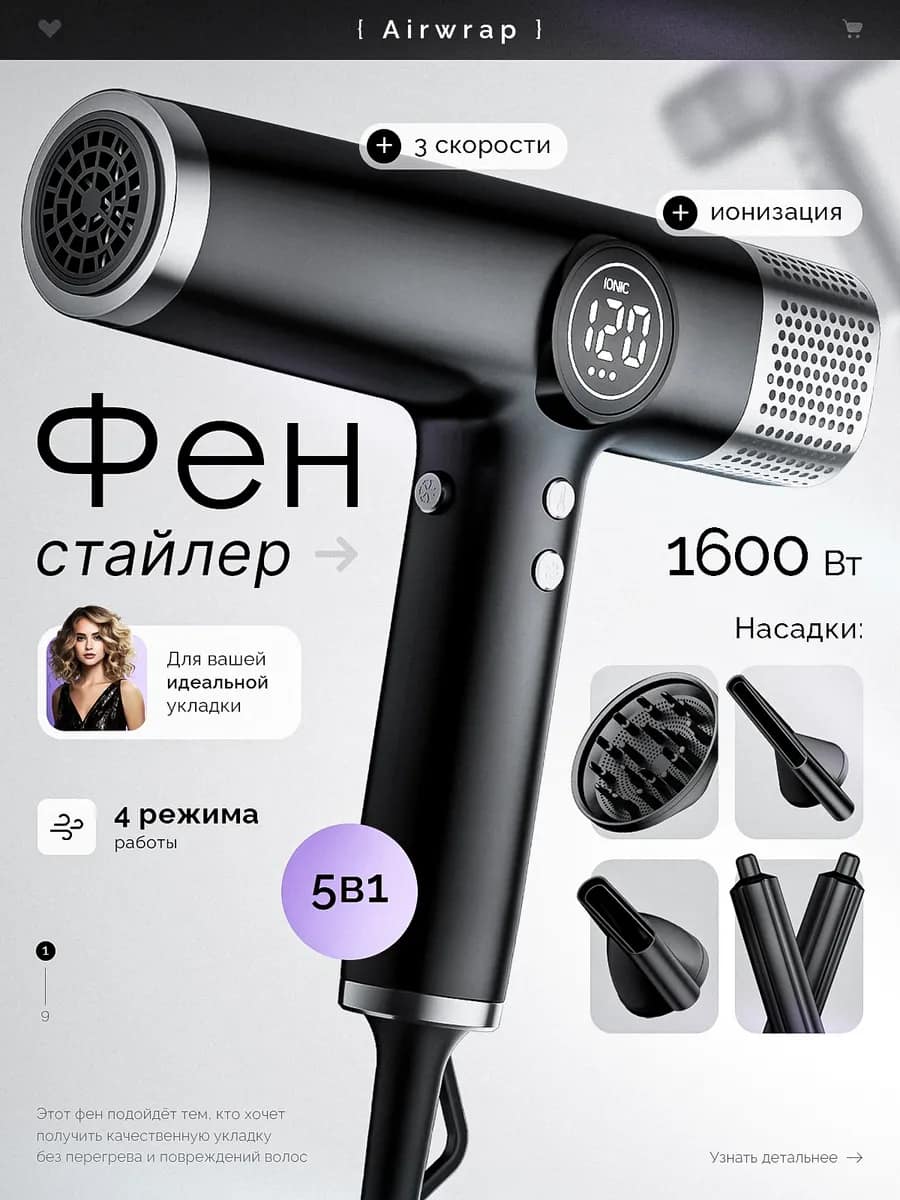 { Airwrap }
3 скорости
ионизация
IONIC
120
Фен
стайлер →
1600 Вт
Насадки:
Для вашей
идеальной
укладки
4 режима
работы
5в1
1
9
Этот фен подойдёт тем, кто хочет
получить качественную укладку
без перегрева и повреждений волос
Узнать детальнее →